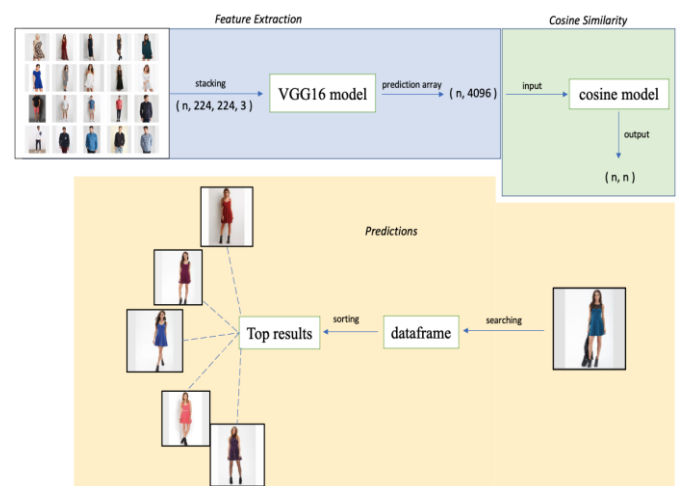 Feature Extraction
Cosine Similarity
stacking
( n, 224, 224, 3 )
VGG16 model
prediction array
( n, 4096 )
input
cosine model
output
( n, n )
Predictions
Top results
sorting
dataframe
searching